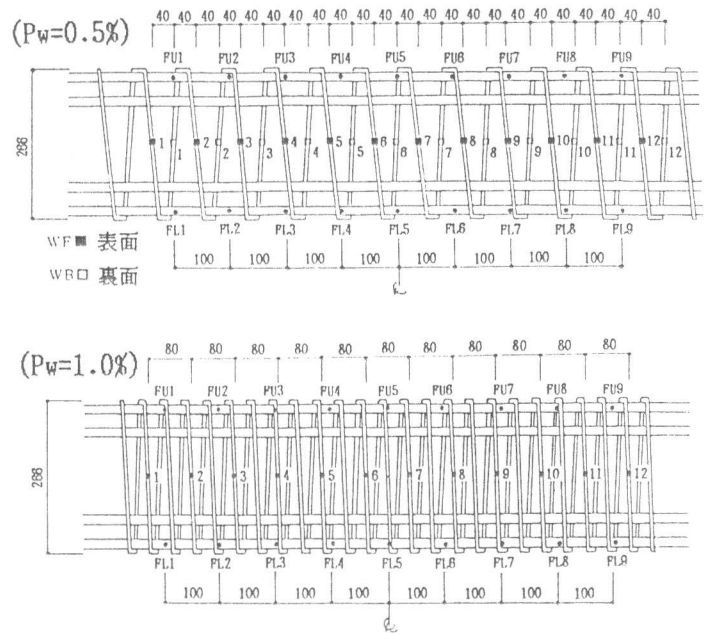 40 40 40 40 40 40 40 40 40 40 40 40 40 40 40 40 40 40 40 40 40 40 40
(Pw=0.5%)
FU1 FU2 FU3 FU4 FU5 FU6 FU7 FU8 FU9
266
1 1 2 2 3 3 4 4 5 5 6 6 7 7 8 8 9 9 10 10 11 11 12 12
FL1 FL2 FL3 FL4 FL5 FL6 FL7 FL8 FL9
WF■ 表面
100 100 100 100 100 100 100 100
WB□ 裏面
℄
80 80 80 80 80 80 80 80 80 80 80
(Pw=1.0%)
FU1 FU2 FU3 FU4 FU5 FU6 FU7 FU8 FU9
266
1 2 3 4 5 6 7 8 9 10 11 12
FL1 FL2 FL3 FL4 FL5 FL6 FL7 FL8 FL9
100 100 100 100 100 100 100 100
℄